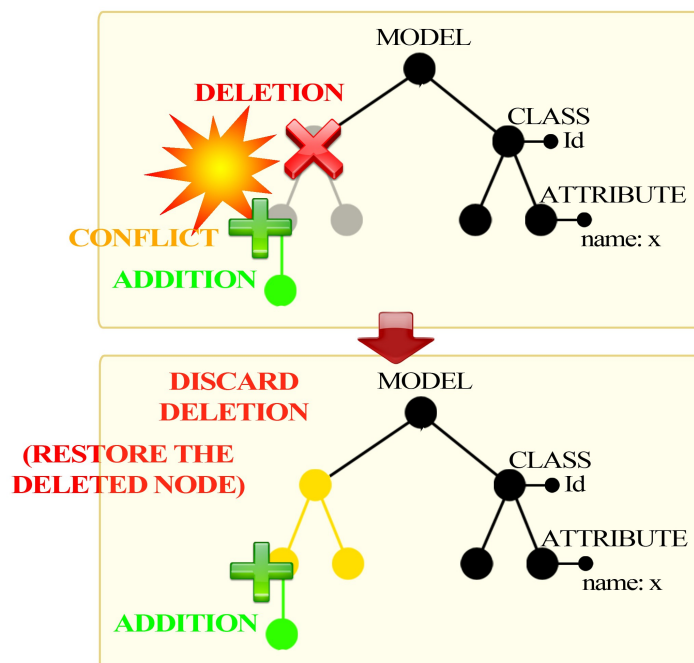 MODEL
DELETION
CLASS
Id
ATTRIBUTE
name: x
CONFLICT
ADDITION
DISCARD
DELETION
MODEL
(RESTORE THE
DELETED NODE)
CLASS
Id
ATTRIBUTE
name: x
ADDITION